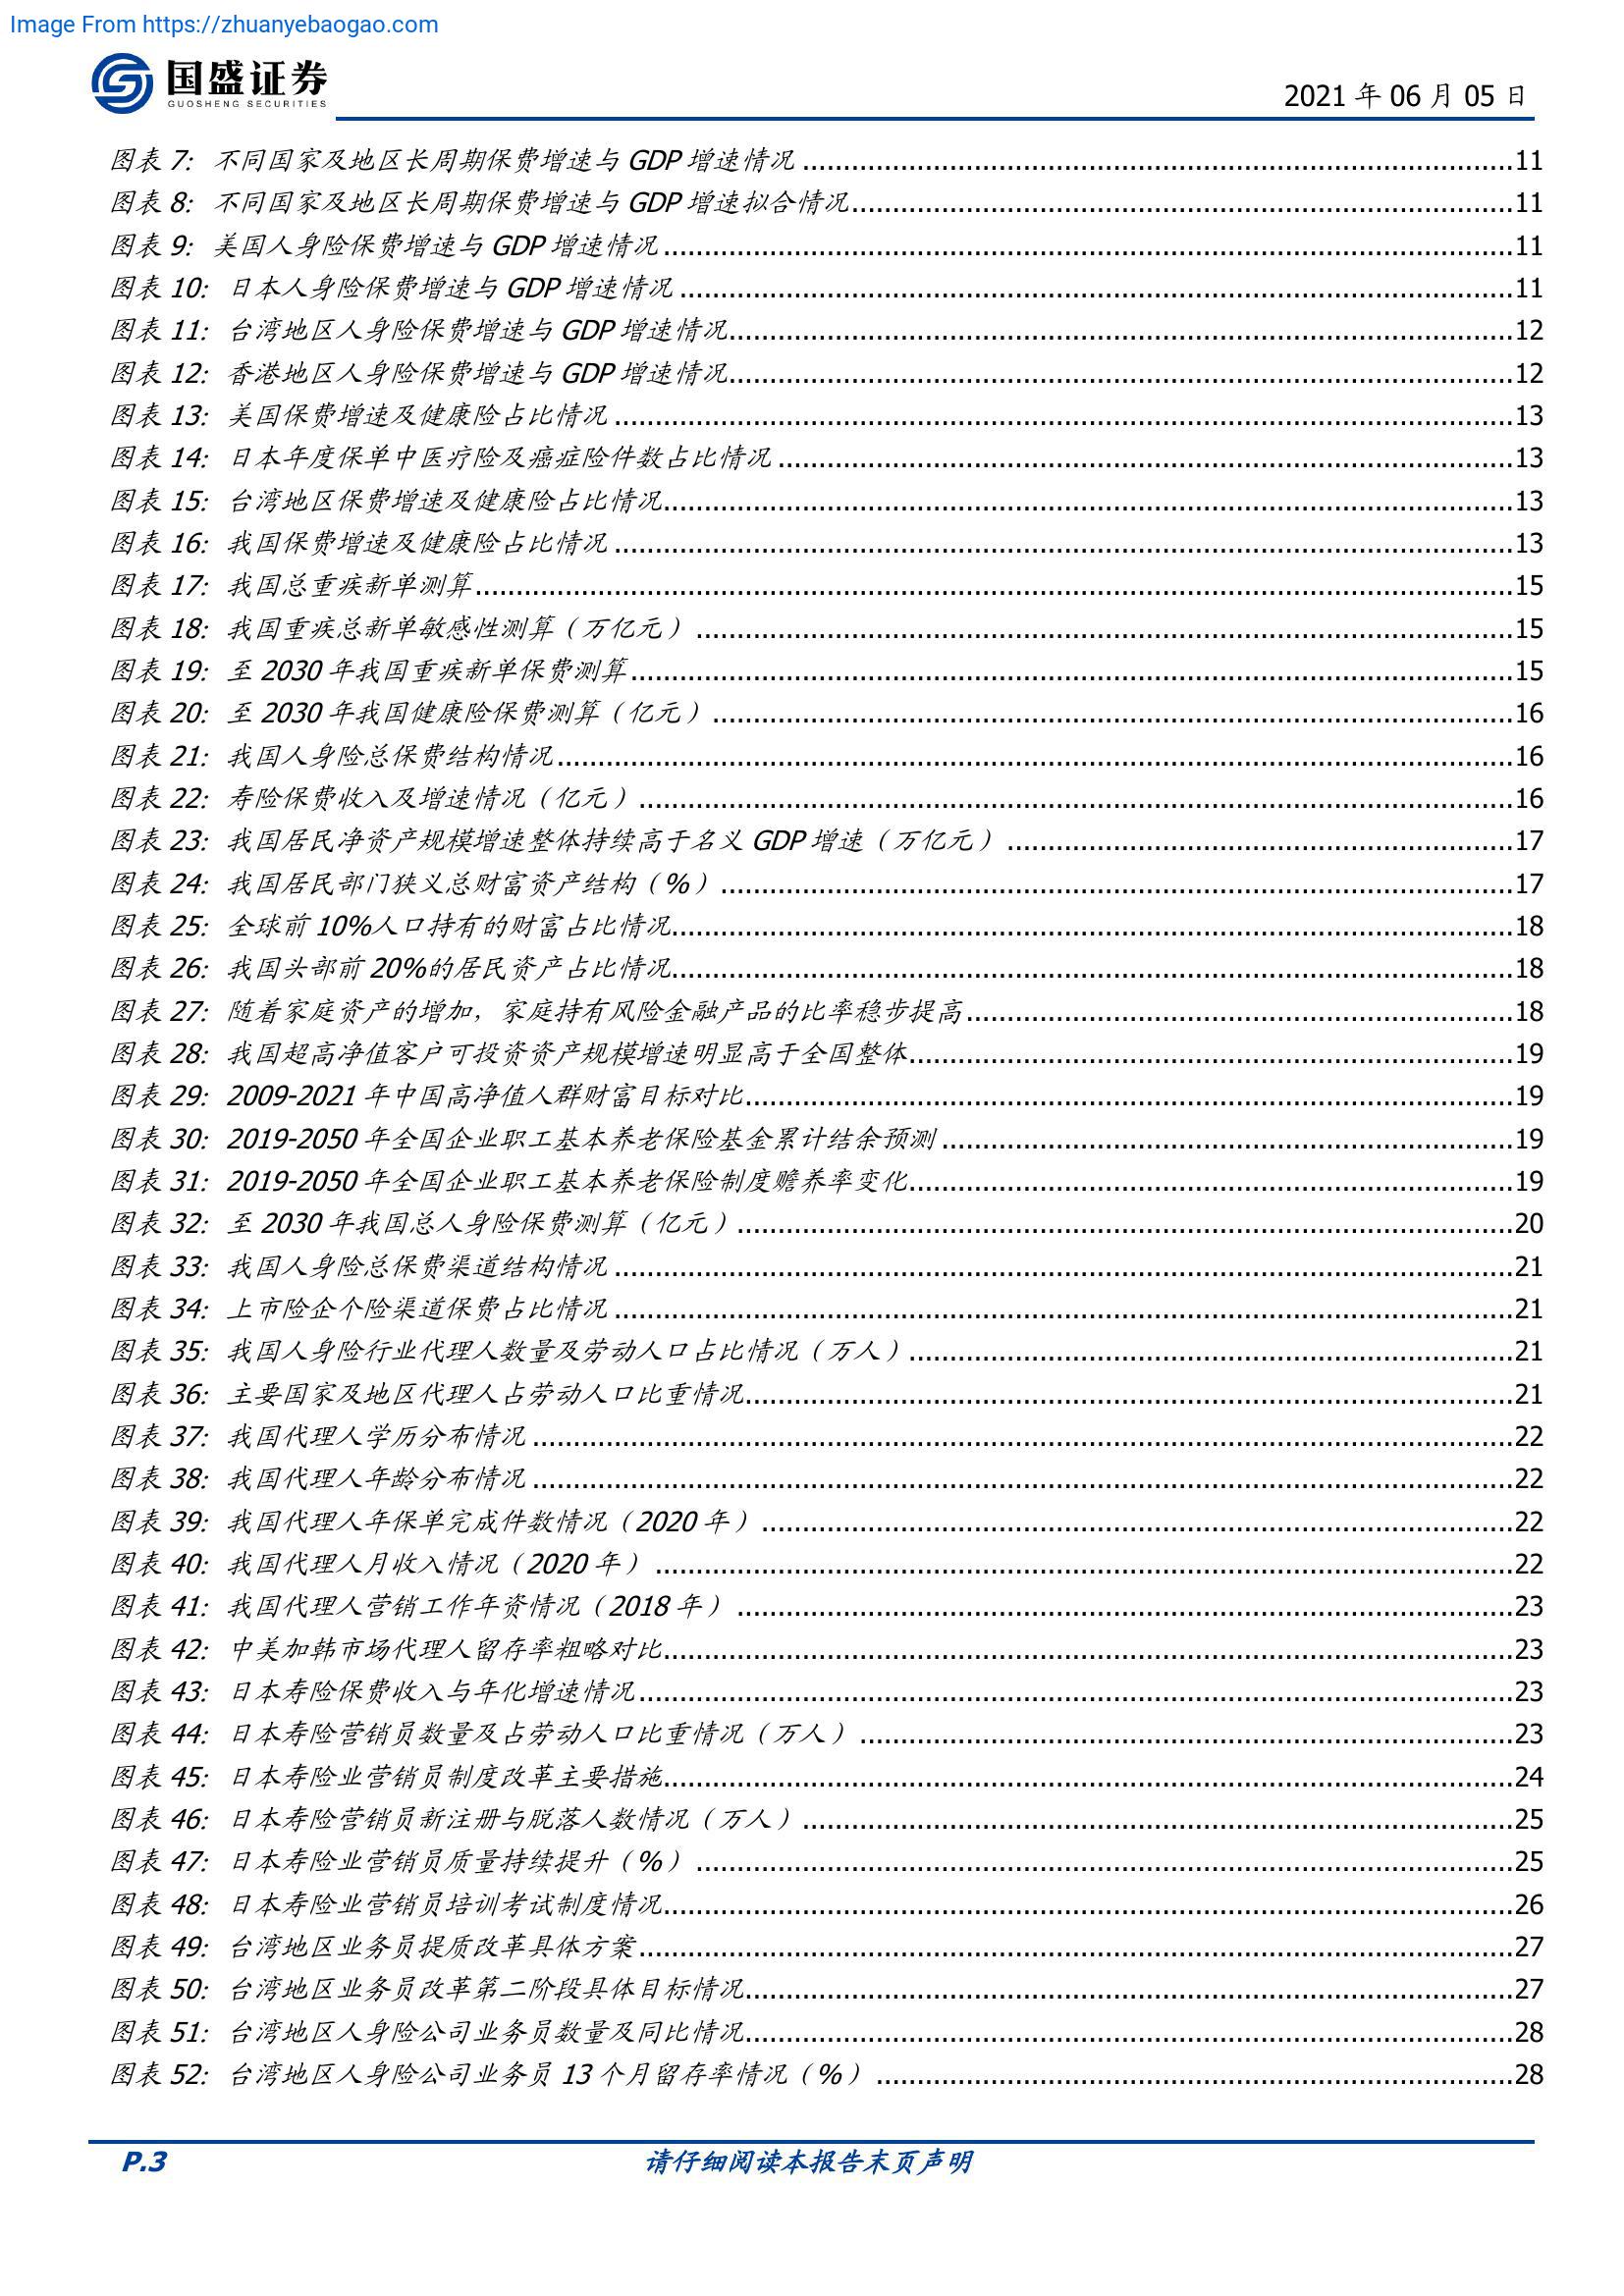 Image From https://zhuanyebaogao.com
国盛证券
GUOSHENG SECURITIES
2021 年 06 月 05 日
图表 7: 不同国家及地区长周期保费增速与 GDP 增速情况 ........ 11
图表 8: 不同国家及地区长周期保费增速与 GDP 增速拟合情况 ........ 11
图表 9: 美国人身险保费增速与 GDP 增速情况 ........ 11
图表 10: 日本人身险保费增速与 GDP 增速情况 ........ 11
图表 11: 台湾地区人身险保费增速与 GDP 增速情况 ........ 12
图表 12: 香港地区人身险保费增速与 GDP 增速情况 ........ 12
图表 13: 美国保费增速及健康险占比情况 ........ 13
图表 14: 日本年度保单中医疗险及癌症险件数占比情况 ........ 13
图表 15: 台湾地区保费增速及健康险占比情况 ........ 13
图表 16: 我国保费增速及健康险占比情况 ........ 13
图表 17: 我国总重疾新单测算 ........ 15
图表 18: 我国重疾总新单敏感性测算（万亿元） ........ 15
图表 19: 至 2030 年我国重疾新单保费测算 ........ 15
图表 20: 至 2030 年我国健康险保费测算（亿元） ........ 16
图表 21: 我国人身险总保费结构情况 ........ 16
图表 22: 寿险保费收入及增速情况（亿元） ........ 16
图表 23: 我国居民净资产规模增速整体持续高于名义 GDP 增速（万亿元） ........ 17
图表 24: 我国居民部门狭义总财富资产结构（%） ........ 17
图表 25: 全球前 10%人口持有的财富占比情况 ........ 18
图表 26: 我国头部前 20%的居民资产占比情况 ........ 18
图表 27: 随着家庭资产的增加，家庭持有风险金融产品的比率稳步提高 ........ 18
图表 28: 我国超高净值客户可投资资产规模增速明显高于全国整体 ........ 19
图表 29: 2009-2021 年中国高净值人群财富目标对比 ........ 19
图表 30: 2019-2050 年全国企业职工基本养老保险基金累计结余预测 ........ 19
图表 31: 2019-2050 年全国企业职工基本养老保险制度赡养率变化 ........ 19
图表 32: 至 2030 年我国总人身险保费测算（亿元） ........ 20
图表 33: 我国人身险总保费渠道结构情况 ........ 21
图表 34: 上市险企个险渠道保费占比情况 ........ 21
图表 35: 我国人身险行业代理人数量及劳动人口占比情况（万人） ........ 21
图表 36: 主要国家及地区代理人占劳动人口比重情况 ........ 21
图表 37: 我国代理人学历分布情况 ........ 22
图表 38: 我国代理人年龄分布情况 ........ 22
图表 39: 我国代理人年保单完成件数情况（2020 年） ........ 22
图表 40: 我国代理人月收入情况（2020 年） ........ 22
图表 41: 我国代理人营销工作年资情况（2018 年） ........ 23
图表 42: 中美加韩市场代理人留存率粗略对比 ........ 23
图表 43: 日本寿险保费收入与年化增速情况 ........ 23
图表 44: 日本寿险营销员数量及占劳动人口比重情况（万人） ........ 23
图表 45: 日本寿险业营销员制度改革主要措施 ........ 24
图表 46: 日本寿险营销员新注册与脱落人数情况（万人） ........ 25
图表 47: 日本寿险业营销员质量持续提升（%） ........ 25
图表 48: 日本寿险业营销员培训考试制度情况 ........ 26
图表 49: 台湾地区业务员提质改革具体方案 ........ 27
图表 50: 台湾地区业务员改革第二阶段具体目标情况 ........ 27
图表 51: 台湾地区人身险公司业务员数量及同比情况 ........ 28
图表 52: 台湾地区人身险公司业务员 13 个月留存率情况（%） ........ 28
P.3
请仔细阅读本报告末页声明